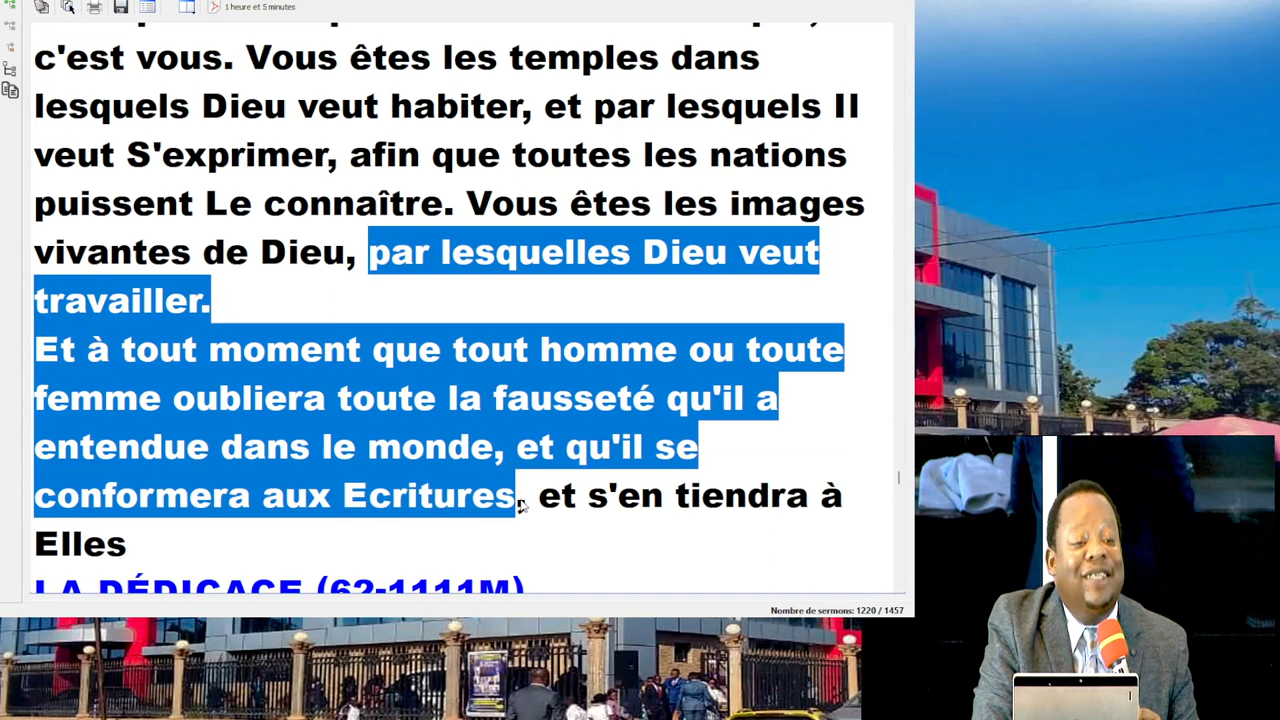 1 heure et 5 minutes
c'est vous. Vous êtes les temples dans
lesquels Dieu veut habiter, et par lesquels Il
veut S'exprimer, afin que toutes les nations
puissent Le connaître. Vous êtes les images
vivantes de Dieu, par lesquelles Dieu veut
travailler.
Et à tout moment que tout homme ou toute
femme oubliera toute la fausseté qu'il a
entendue dans le monde, et qu'il se
conformera aux Ecritures, et s'en tiendra à
Elles
LA DÉDICACE (62-1111M)
Nombre de sermons: 1220 / 1457